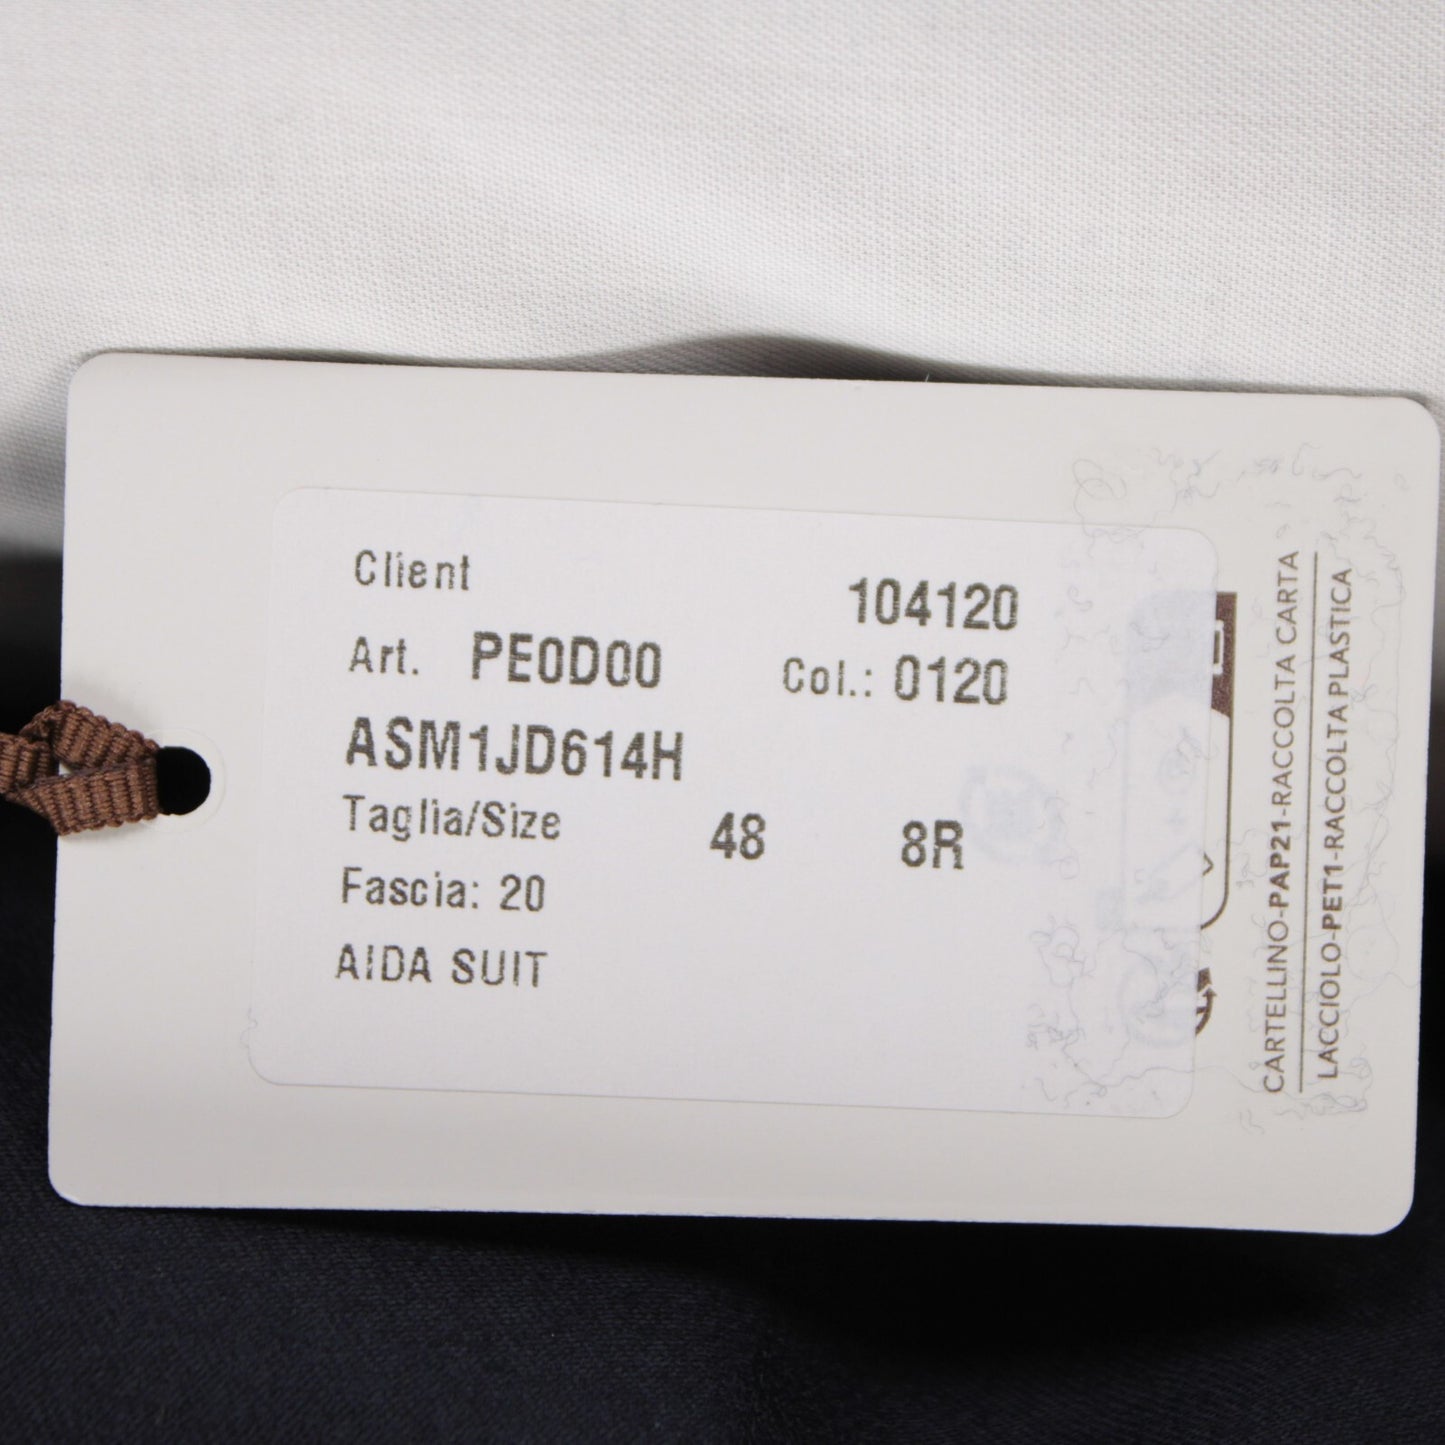 Client
104120
Art. PE0D00 Col.: 0120
ASM1JD614H
Taglia/Size 48 8R
Fascia: 20
AIDA SUIT
CARTELLINO-PAP21-RACCOLTA CARTA
LACCIOLO-PET1-RACCOLTA PLASTICA